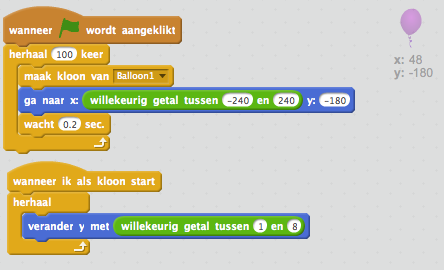 wanneer wordt aangeklikt
herhaal 100 keer
maak kloon van Balloon1
ga naar x: willekeurig getal tussen -240 en 240 y: -180
wacht 0.2 sec.
wanneer ik als kloon start
herhaal
verander y met willekeurig getal tussen 1 en 8
x: 48
y: -180